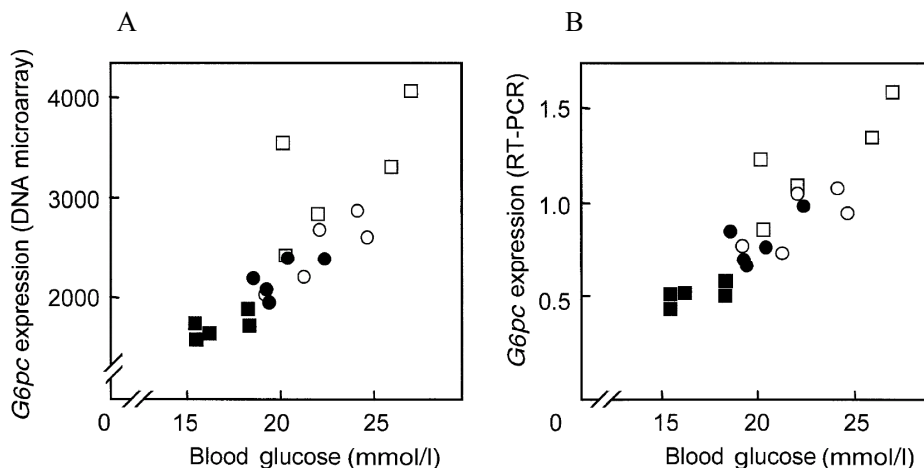 A
B
G6pc expression (DNA microarray)
4000
3000
2000
0
15
20
25
Blood glucose (mmol/l)
G6pc expression (RT-PCR)
1.5
1.0
0.5
0
15
20
25
Blood glucose (mmol/l)